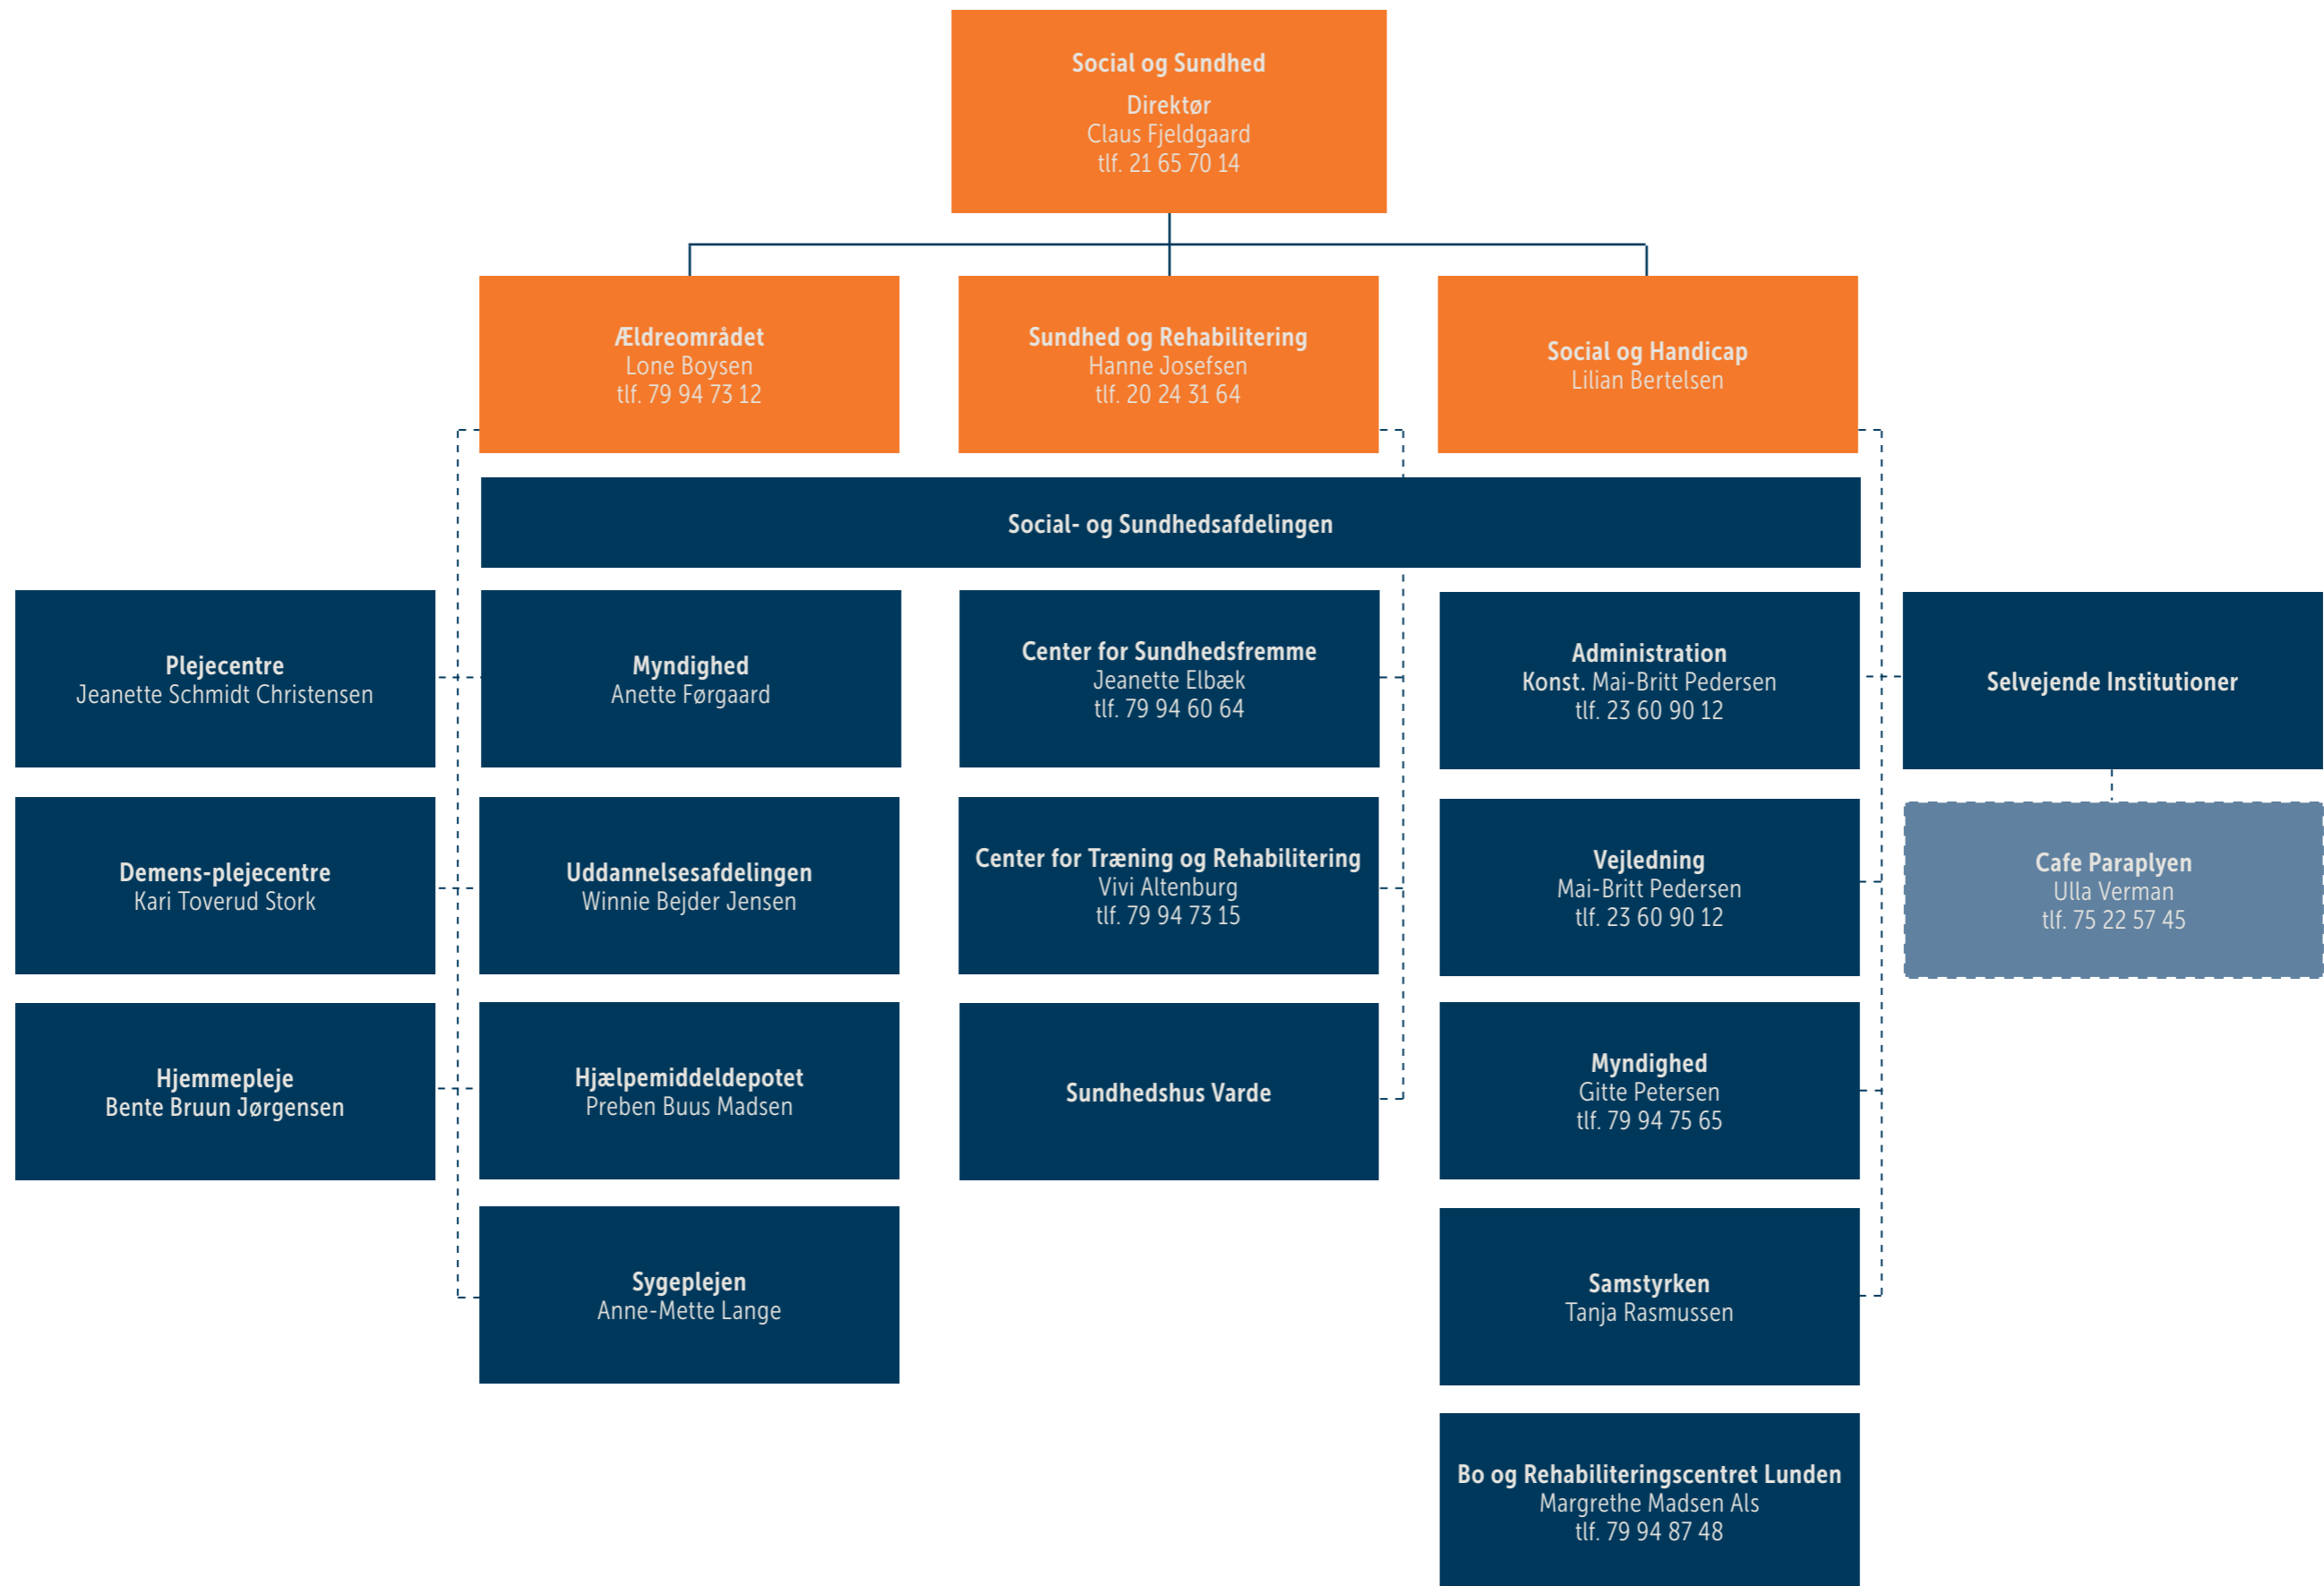 Social og Sundhed
Direktør
Claus Fjeldgaard
tlf. 21 65 70 14
Ældreområdet
Lone Boysen
tlf. 79 94 73 12
Sundhed og Rehabilitering
Hanne Josefsen
tlf. 20 24 31 64
Social og Handicap
Lilian Bertelsen
Social- og Sundhedsafdelingen
Plejecentre
Jeanette Schmidt Christensen
Myndighed
Anette Førgaard
Center for Sundhedsfremme
Jeanette Elbæk
tlf. 79 94 60 64
Administration
Konst. Mai-Britt Pedersen
tlf. 23 60 90 12
Selvejende Institutioner
Demens-plejecentre
Kari Toverud Stork
Uddannelsesafdelingen
Winnie Bejder Jensen
Center for Træning og Rehabilitering
Vivi Altenburg
tlf. 79 94 73 15
Vejledning
Mai-Britt Pedersen
tlf. 23 60 90 12
Cafe Paraplyen
Ulla Verman
tlf. 75 22 57 45
Hjemmepleje
Bente Bruun Jørgensen
Hjælpemiddeldepotet
Preben Buus Madsen
Sundhedshus Varde
Myndighed
Gitte Petersen
tlf. 79 94 75 65
Sygeplejen
Anne-Mette Lange
Samstyrken
Tanja Rasmussen
Bo og Rehabiliteringscentret Lunden
Margrethe Madsen Als
tlf. 79 94 87 48